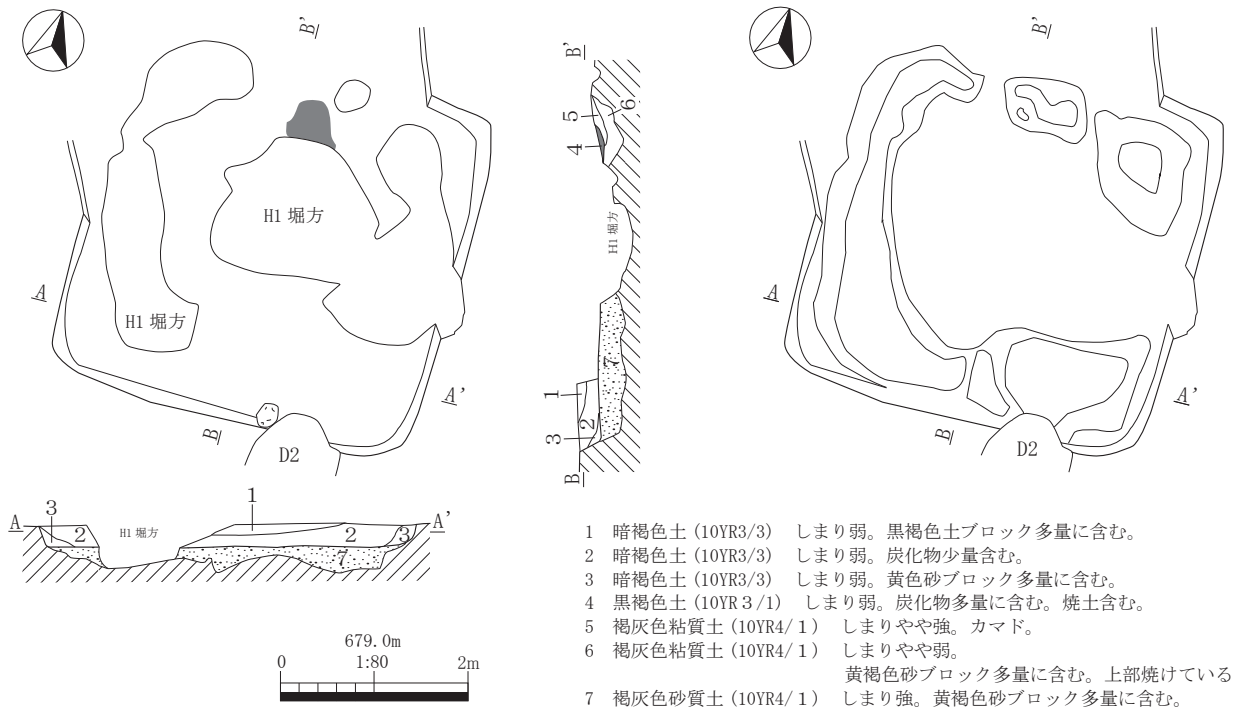 B'
H1 堀方
H1 堀方
A
A'
B
D2
B'
5
6
4
H1 堀方
7
1
2
3
B
B'
A
A'
B
D2
A
3
2
H1 堀方
1
2
3
7
A'
679.0m
0 1:80 2m
1 暗褐色土 (10YR3/3) しまり弱。黒褐色土ブロック多量に含む。
2 暗褐色土 (10YR3/3) しまり弱。炭化物少量含む。
3 暗褐色土 (10YR3/3) しまり弱。黄色砂ブロック多量に含む。
4 黒褐色土 (10YR３/1) しまり弱。炭化物多量に含む。焼土含む。
5 褐灰色粘質土 (10YR4/１) しまりやや強。カマド。
6 褐灰色粘質土 (10YR4/１) しまりやや弱。
黄褐色砂ブロック多量に含む。上部焼けている
7 褐灰色砂質土 (10YR4/１) しまり強。黄褐色砂ブロック多量に含む。